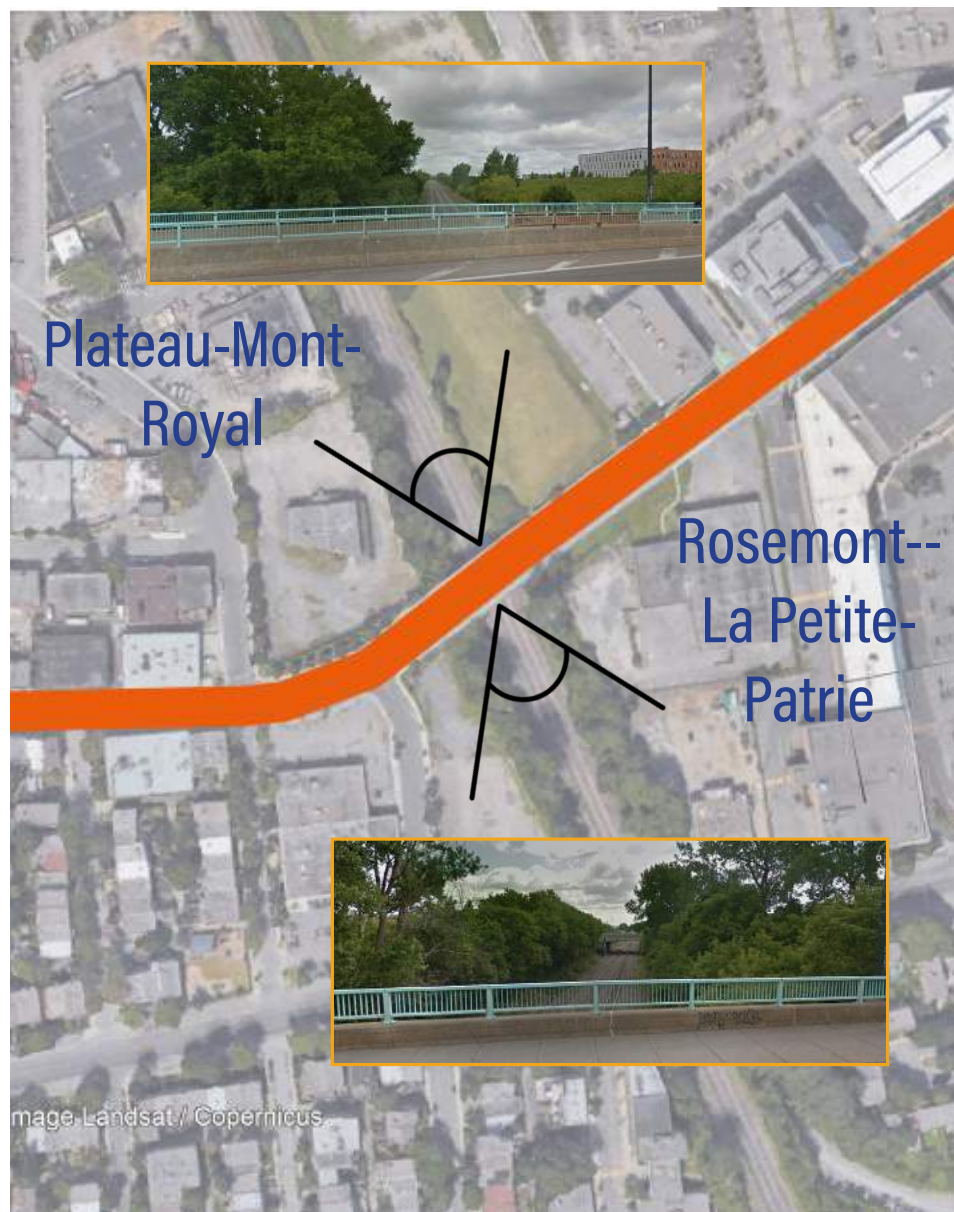 Plateau-Mont-
Royal
Rosemont--
La Petite-
Patrie
mage Landsat / Copernicus